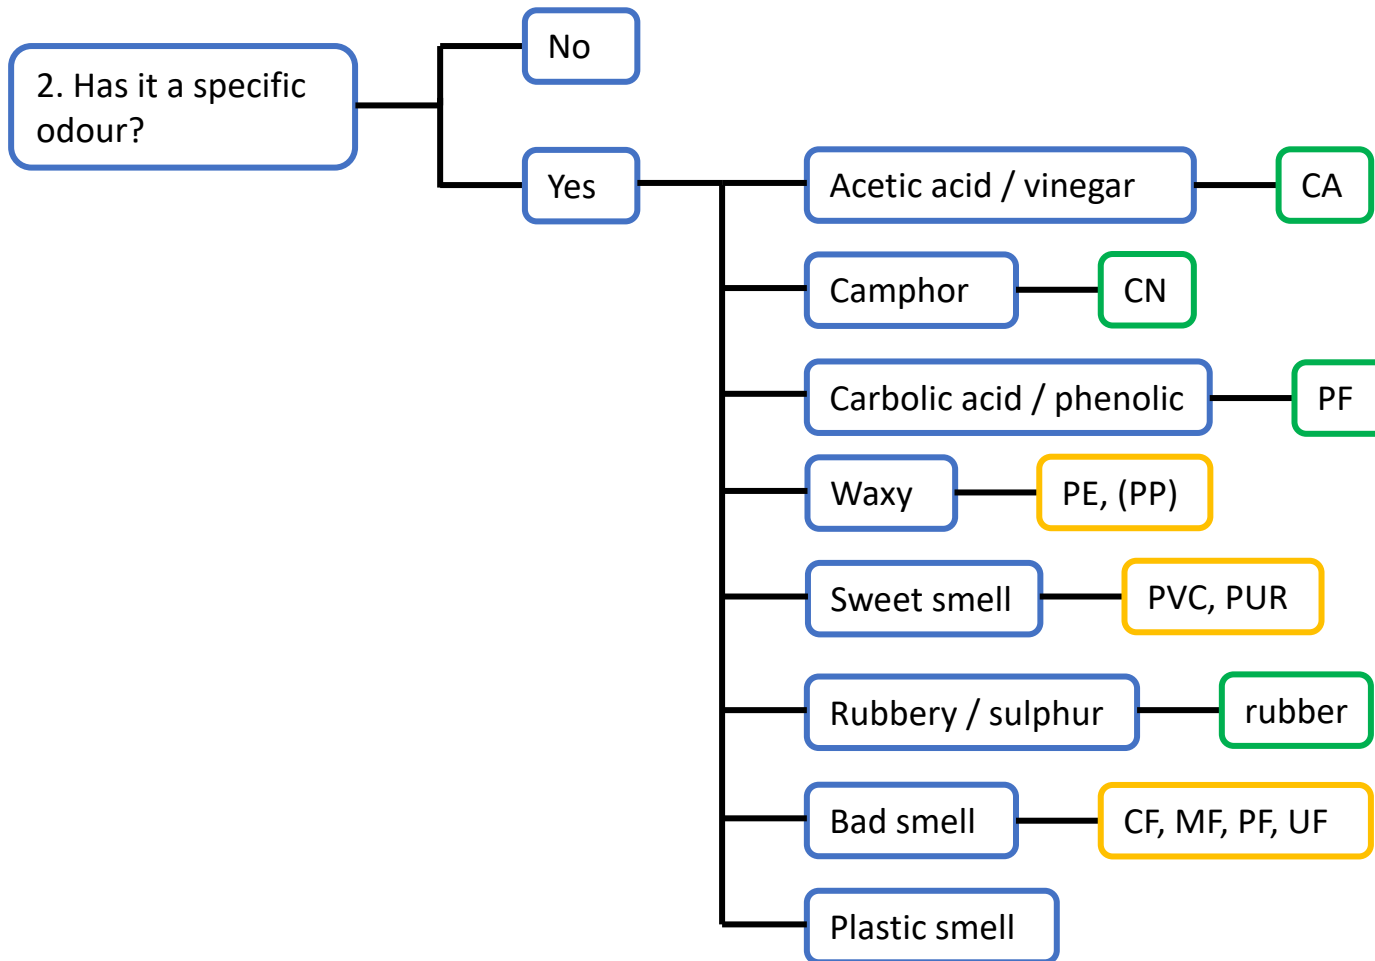 2. Has it a specific
odour?
No
Yes
Acetic acid / vinegar
CA
Camphor
CN
Carbolic acid / phenolic
PF
Waxy
PE, (PP)
Sweet smell
PVC, PUR
Rubbery / sulphur
rubber
Bad smell
CF, MF, PF, UF
Plastic smell